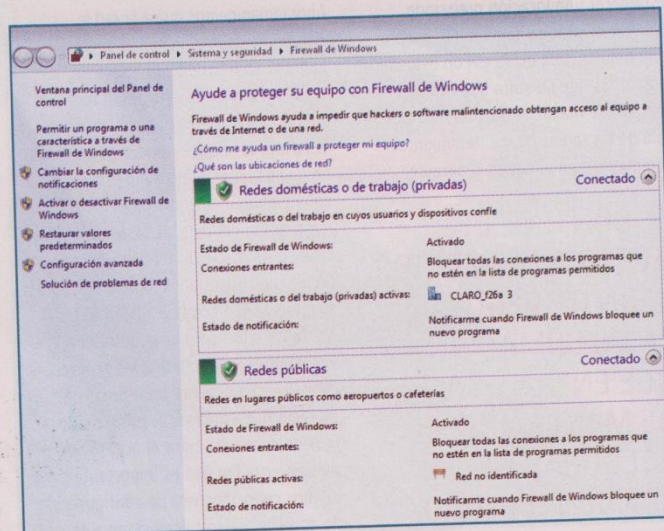 Panel de control ▸ Sistema y seguridad ▸ Firewall de Windows
Ventana principal del Panel de
control
Permitir un programa o una
característica a través de
Firewall de Windows
Cambiar la configuración de
notificaciones
Activar o desactivar Firewall de
Windows
Restaurar valores
predeterminados
Configuración avanzada
Solución de problemas de red
Ayude a proteger su equipo con Firewall de Windows
Firewall de Windows ayuda a impedir que hackers o software malintencionado obtengan acceso al equipo a
través de Internet o de una red.
¿Cómo me ayuda un firewall a proteger mi equipo?
¿Qué son las ubicaciones de red?
Redes domésticas o de trabajo (privadas) Conectado
Redes domésticas o del trabajo en cuyos usuarios y dispositivos confíe
Estado de Firewall de Windows: Activado
Conexiones entrantes: Bloquear todas las conexiones a los programas que
no estén en la lista de programas permitidos
Redes domésticas o del trabajo (privadas) activas: CLARO_f26a 3
Estado de notificación: Notificarme cuando Firewall de Windows bloquee un
nuevo programa
Redes públicas Conectado
Redes en lugares públicos como aeropuertos o cafeterías
Estado de Firewall de Windows: Activado
Conexiones entrantes: Bloquear todas las conexiones a los programas que
no estén en la lista de programas permitidos
Redes públicas activas: Red no identificada
Estado de notificación: Notificarme cuando Firewall de Windows bloquee un
nuevo programa